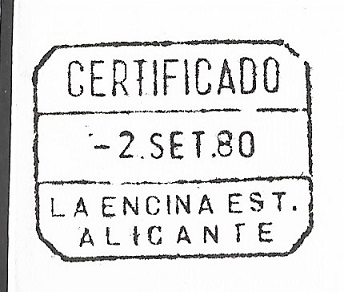 CERTIFICADO
-2.SET.80
LA ENCINA EST.
ALICANTE